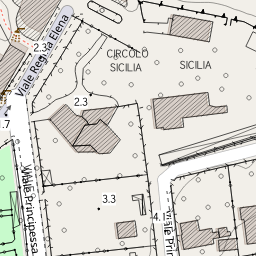 Viale Regina Elena
2.3
CIRCOLO
SICILIA
SICILIA
2.3
Viale Principessa
3.3
4.1